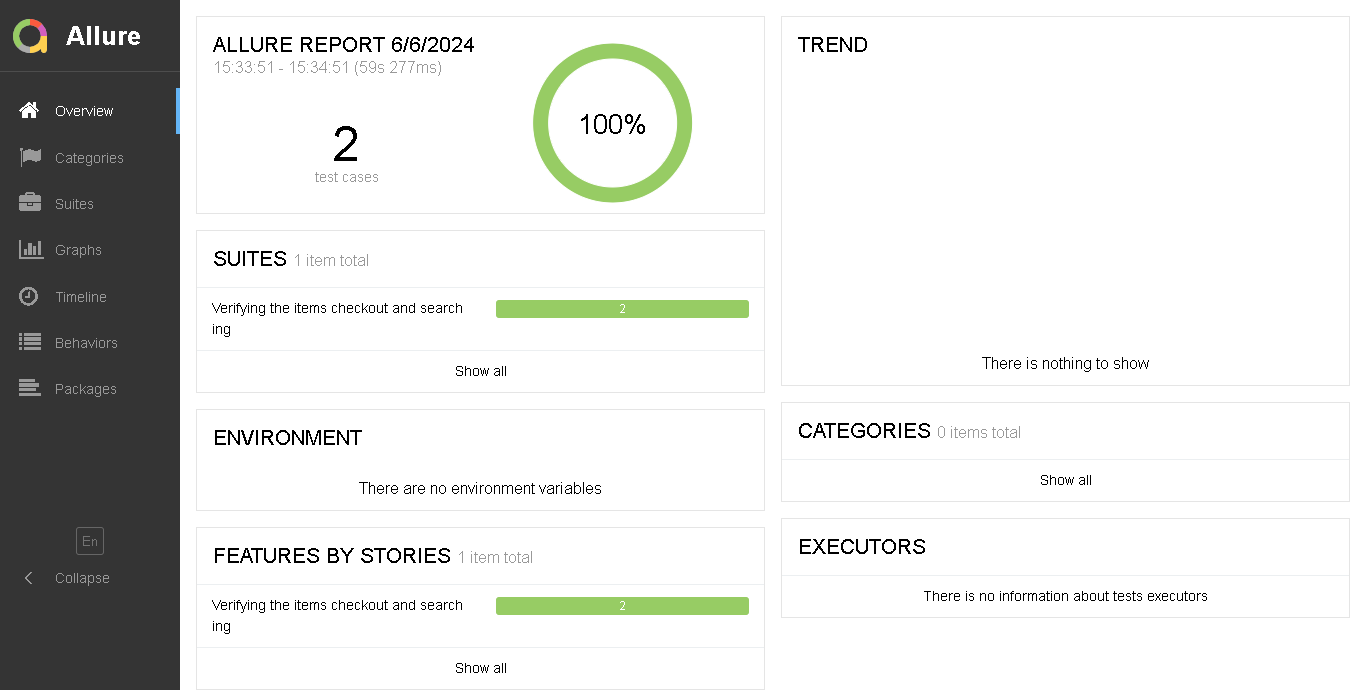 Allure
Overview
Categories
Suites
Graphs
Timeline
Behaviors
Packages
En
Collapse
ALLURE REPORT 6/6/2024
15:33:51 - 15:34:51 (59s 277ms)
2
test cases
100%
SUITES 1 item total
Verifying the items checkout and search
ing
2
Show all
ENVIRONMENT
There are no environment variables
FEATURES BY STORIES 1 item total
Verifying the items checkout and search
ing
2
Show all
TREND
There is nothing to show
CATEGORIES 0 items total
Show all
EXECUTORS
There is no information about tests executors